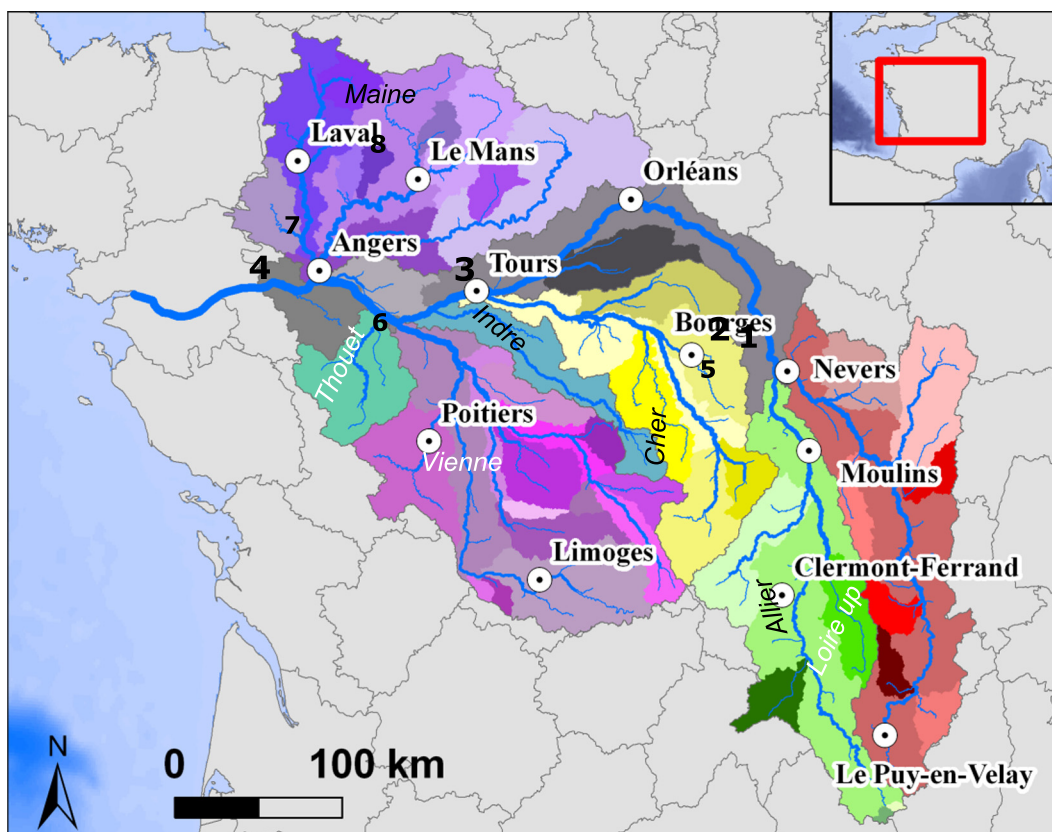 Maine
Laval
8
Le Mans
Orléans
7
Angers
4
3
Tours
6
Indre
Bourges
2
1
5
Thouet
Nevers
Poitiers
Cher
Vienne
Moulins
Limoges
Clermont-Ferrand
Allier
Loire up
N
0
100 km
Le Puy-en-Velay